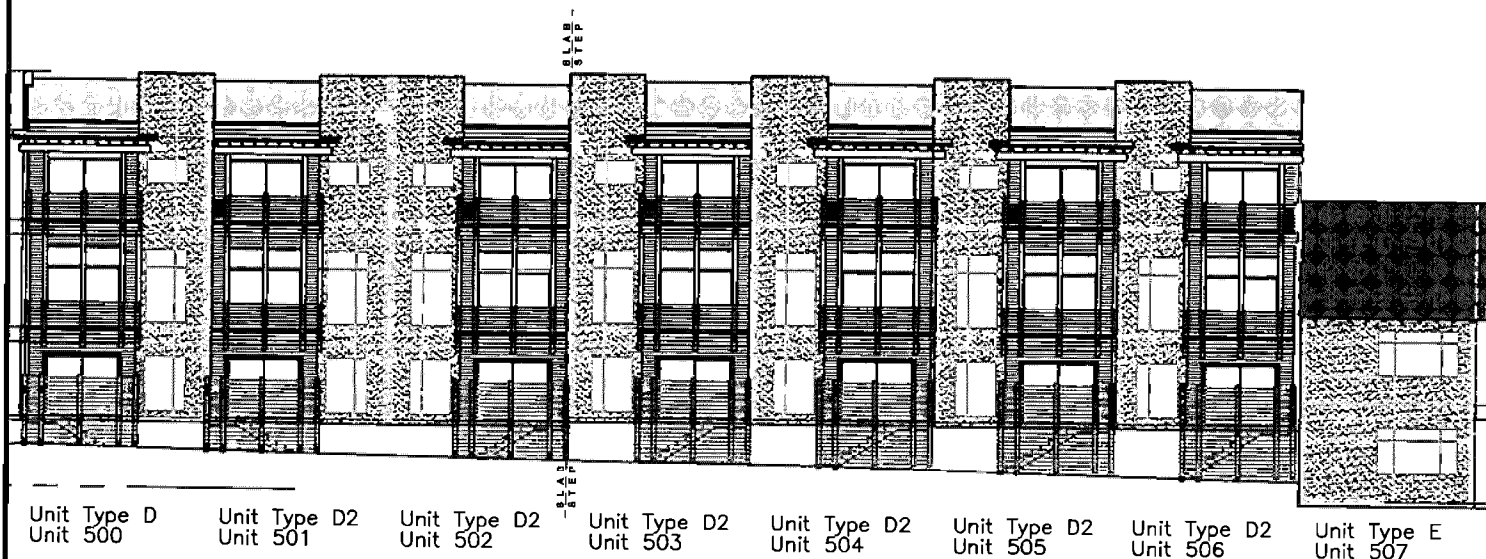 SLAB
STEP
SLAB
STEP
Unit Type D
Unit 500
Unit Type D2
Unit 501
Unit Type D2
Unit 502
Unit Type D2
Unit 503
Unit Type D2
Unit 504
Unit Type D2
Unit 505
Unit Type D2
Unit 506
Unit Type E
Unit 507